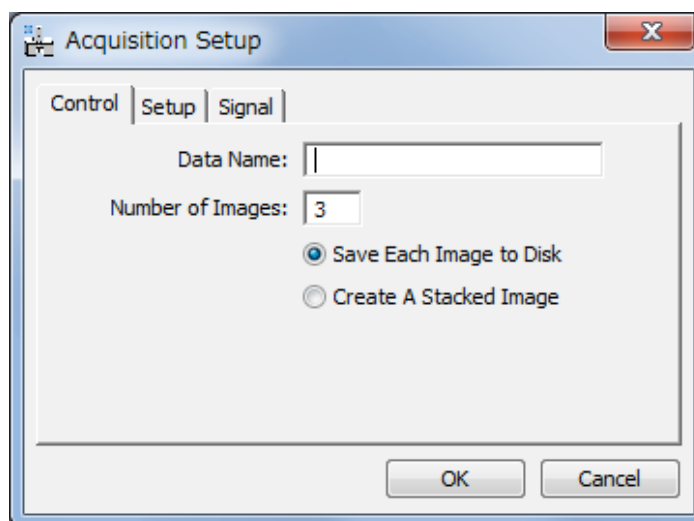 Acquisition Setup
Control Setup Signal
Data Name:
Number of Images: 3
Save Each Image to Disk
Create A Stacked Image
OK Cancel